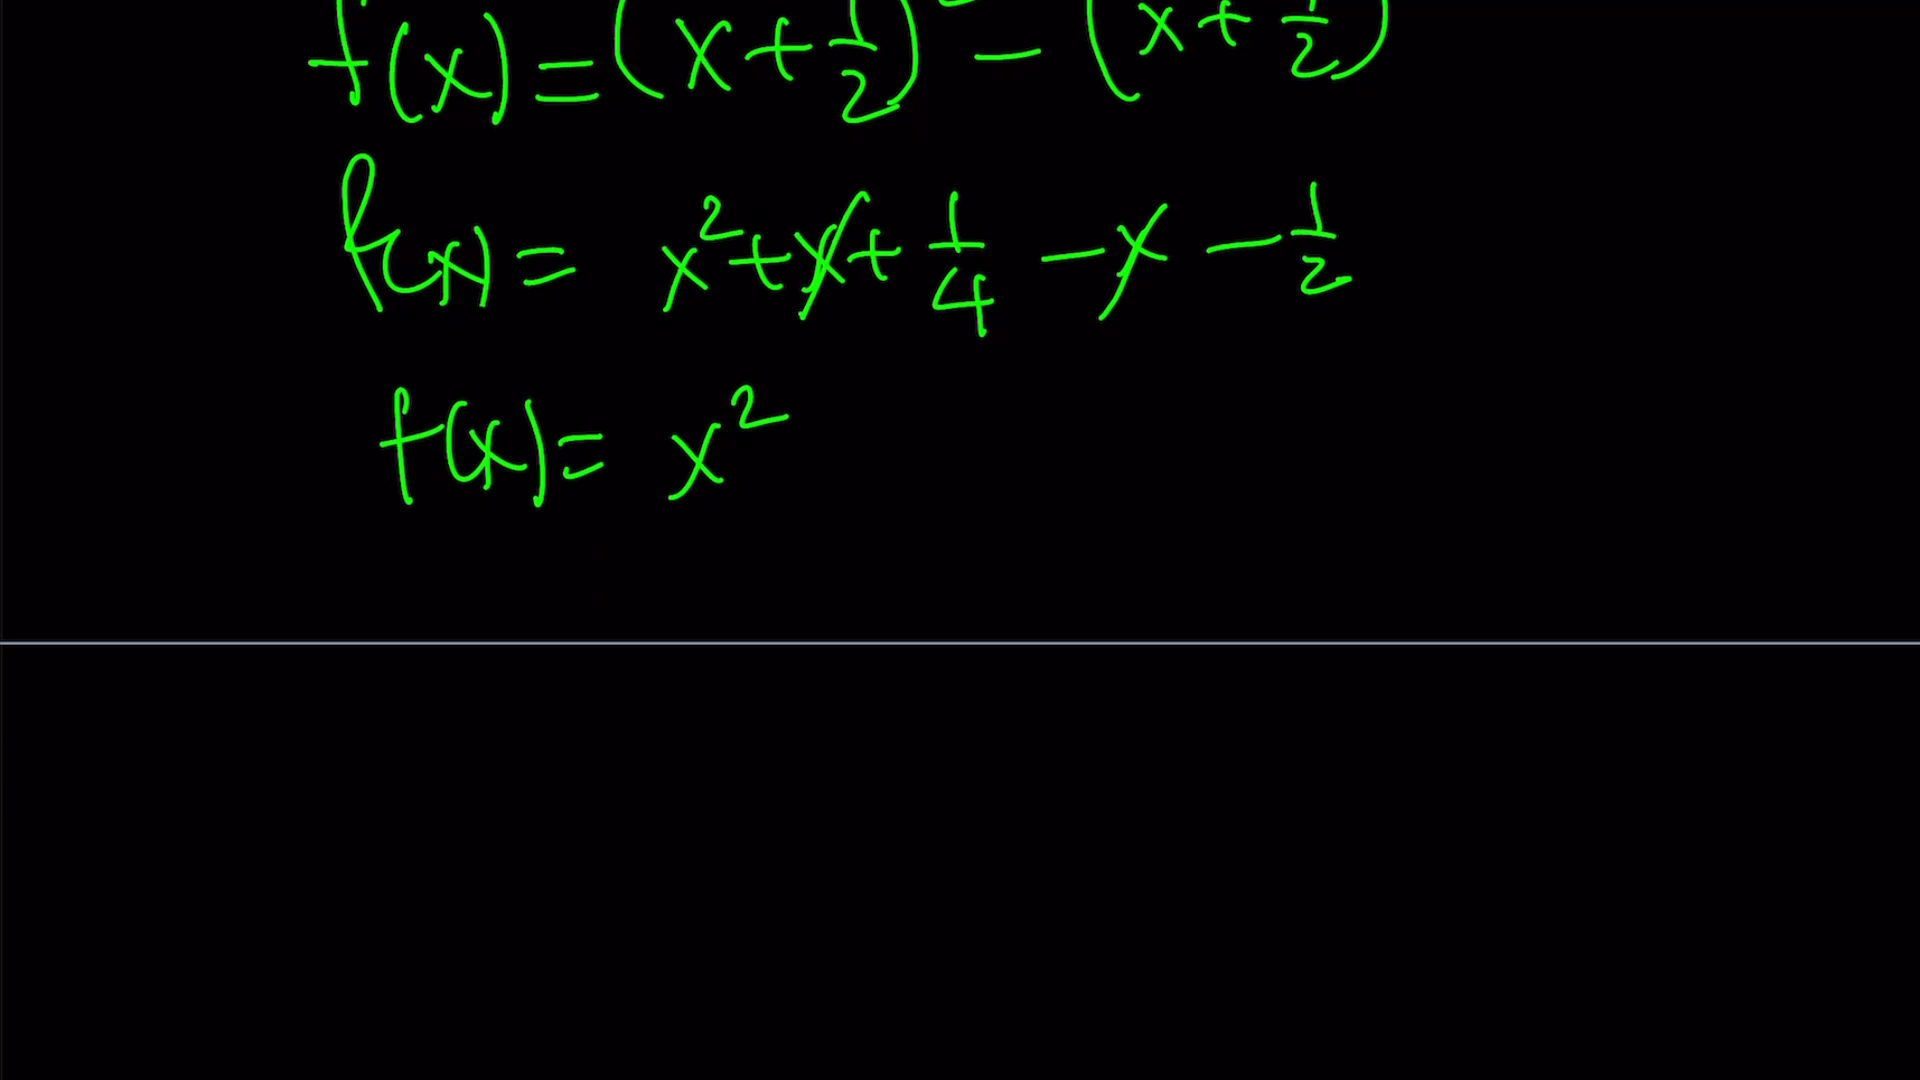 f(x) = (x + 1/2)² − (x + 1/2)
f(x) = x² + x + 1/4 − x − 1/2
f(x) = x²